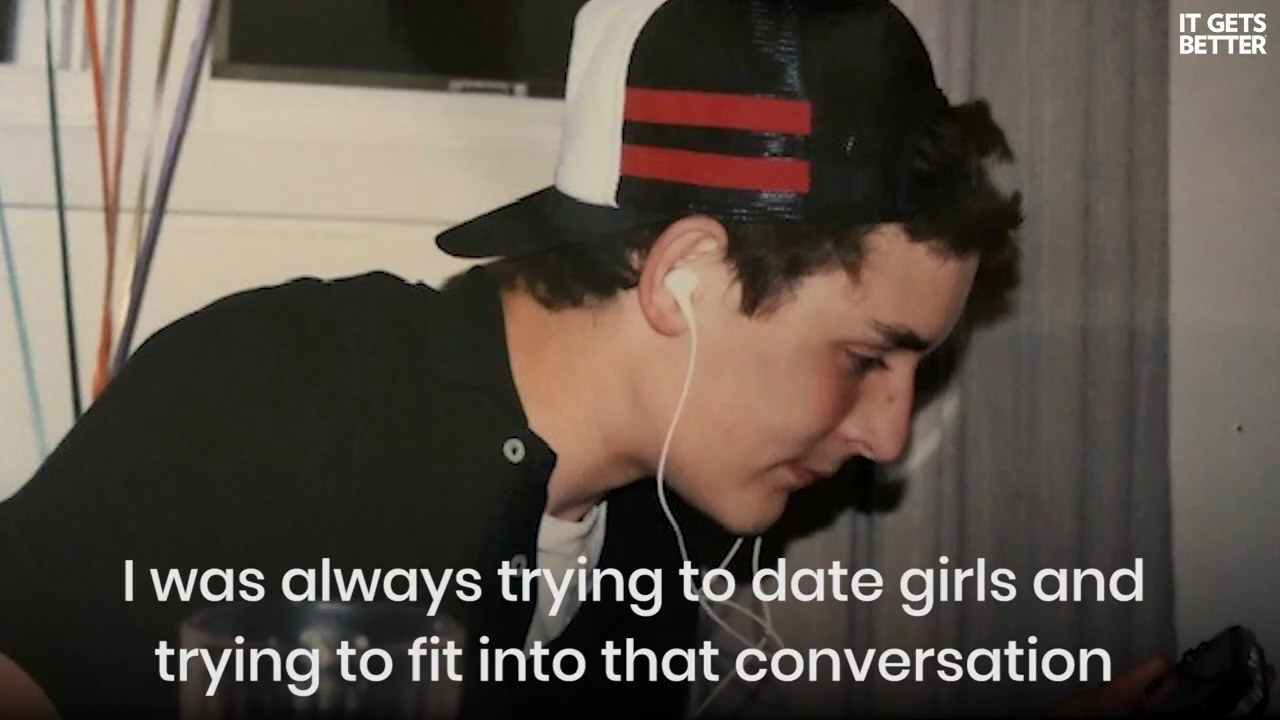 IT GETS
BETTER
I was always trying to date girls and
trying to fit into that conversation